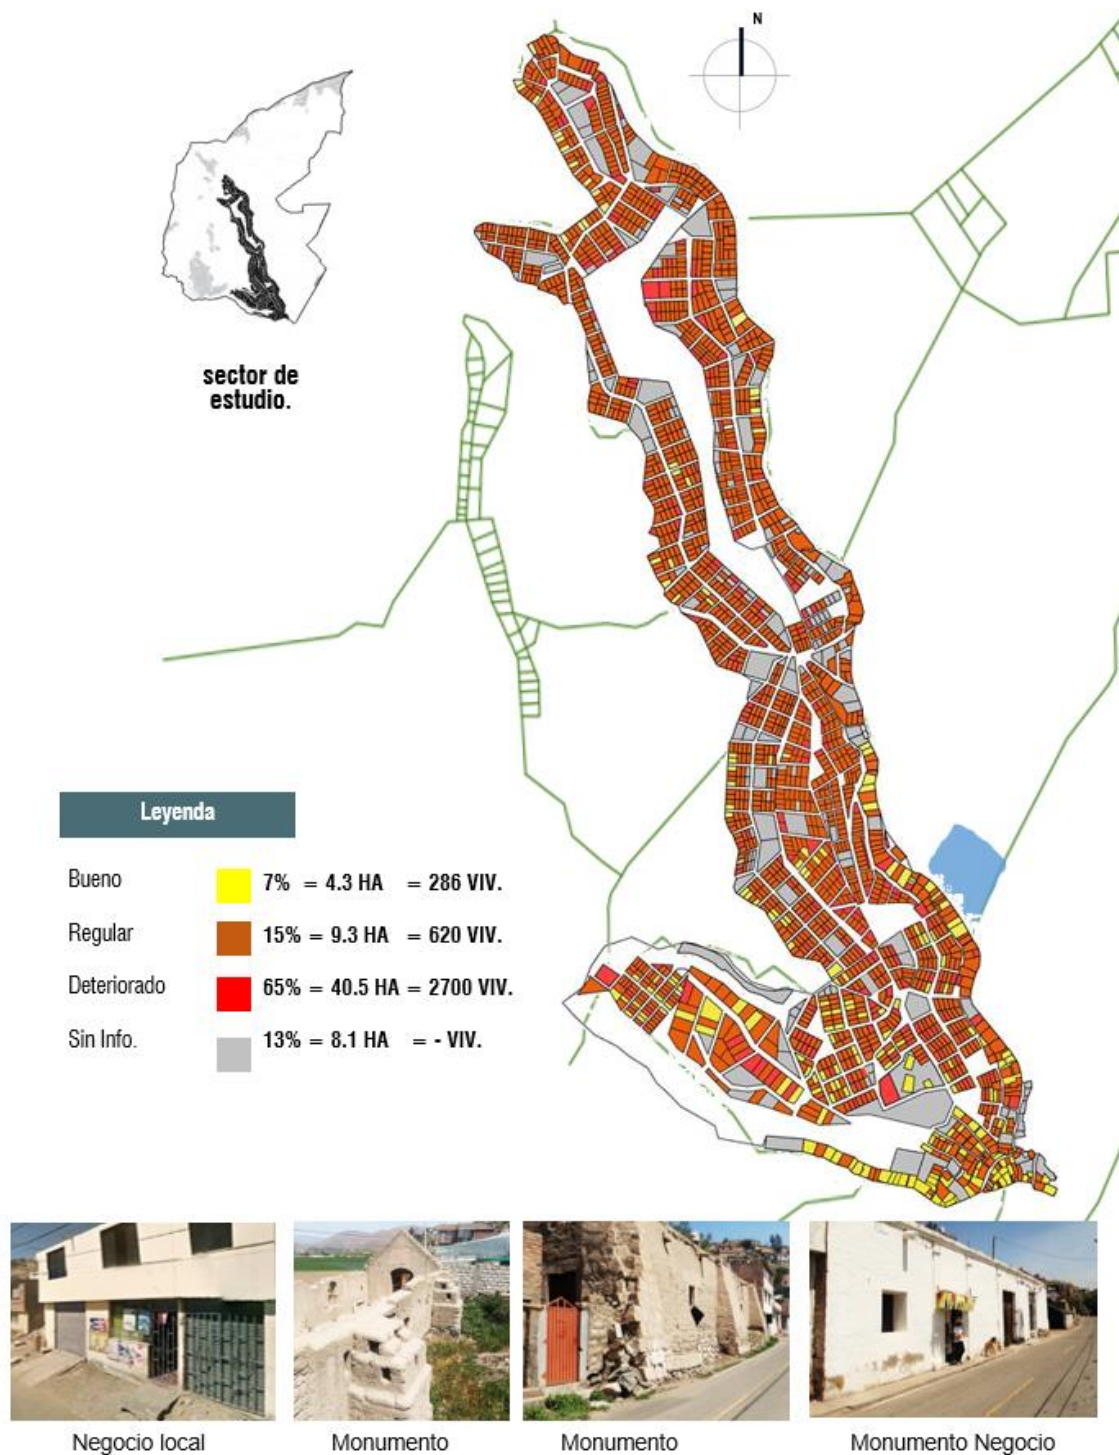 N
sector de
estudio.
Leyenda
Bueno 7% = 4.3 HA = 286 VIV.
Regular 15% = 9.3 HA = 620 VIV.
Deteriorado 65% = 40.5 HA = 2700 VIV.
Sin Info. 13% = 8.1 HA = - VIV.
Negocio local Monumento Monumento Monumento Negocio